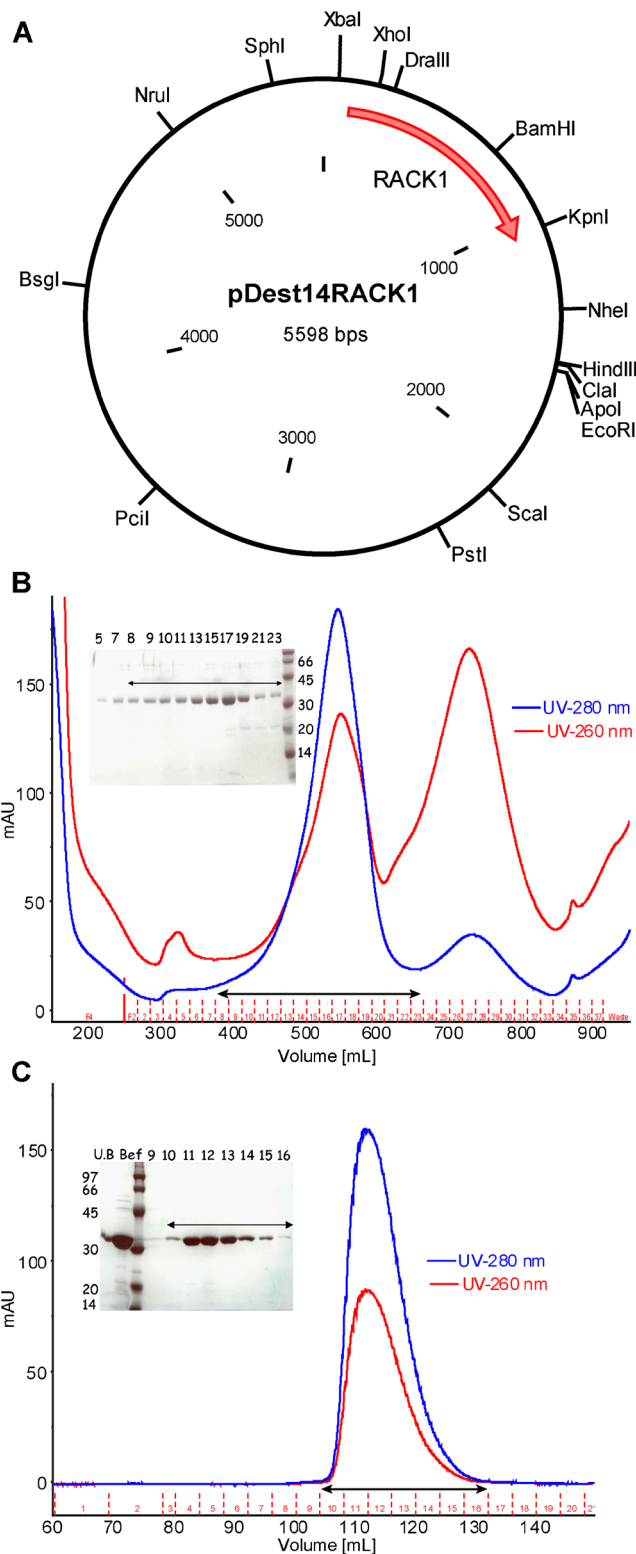 A
XbaI
XhoI
SphI
DraIII
NruI
BamHI
I
RACK1
5000
KpnI
1000
BsgI
pDest14RACK1
NheI
4000
5598 bps
HindIII
ClaI
2000
ApoI
EcoRI
3000
PciI
ScaI
PstI
B
5 7 8 9 10 11 13 15 17 19 21 23
66
45
30
20
14
UV-280 nm
UV-260 nm
150
100
50
0
mAU
F4 F2 2 3 4 5 6 7 8 9 10 11 12 13 14 15 16 17 18 19 20 21 22 23 24 25 26 27 28 29 30 31 32 33 34 35 36 37 Waste
200 300 400 500 600 700 800 900
Volume [mL]
C
U.B Bef 9 10 11 12 13 14 15 16
97
66
45
30
20
14
UV-280 nm
UV-260 nm
150
100
50
0
mAU
1 2 3 4 5 6 7 8 9 10 11 12 13 14 15 16 17 18 19 20
60 70 80 90 100 110 120 130 140
Volume [mL]